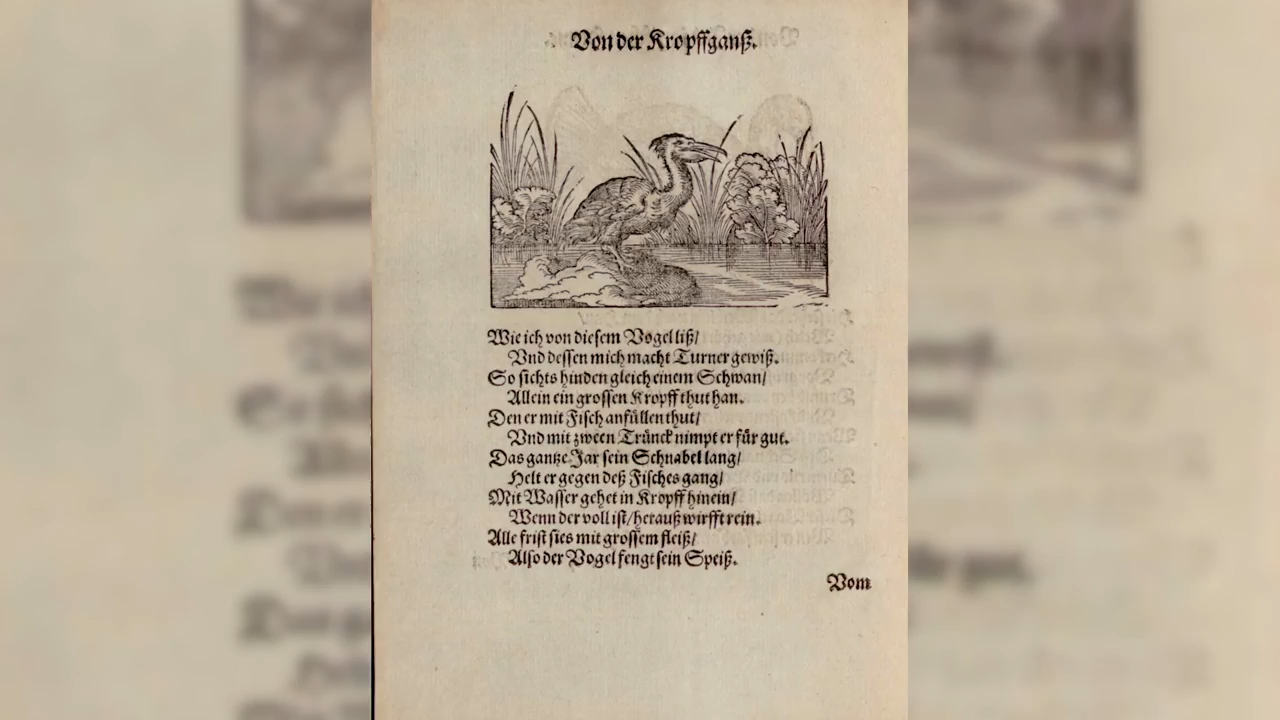 Von der Kropffganß.
Wie ich von diesem Vogel liß/
Vnd dessen mich macht Turner gewiß.
So sichts hinden gleich einem Schwan/
Allein ein grossen Kropff thut han.
Den er mit Fisch anfüllen thut/
Vnd mit zween Trünck nimpt er für gut.
Das gantze Jar sein Schnabel lang/
Helt er gegen deß Fisches gang/
Mit Wasser gehet in Kropff hinein/
Wenn der voll ist/herauß wirfft rein.
Alle frist sies mit grossem fleiß/
Also der Vogel fengt sein Speiß.
Vom